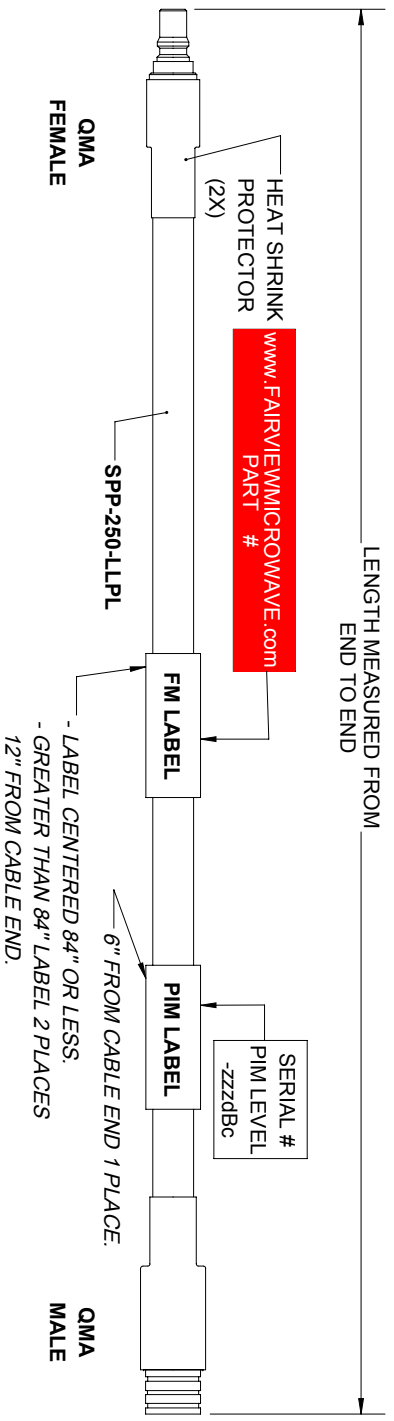 LENGTH MEASURED FROM
END TO END
HEAT SHRINK
PROTECTOR
(2X)
www.FAIRVIEWMICROWAVE.com
PART #
SERIAL #
PIM LEVEL
-zzzdBc
QMA
FEMALE
SPP-250-LLPL
FM LABEL
PIM LABEL
QMA
MALE
6" FROM CABLE END 1 PLACE.
- LABEL CENTERED 84" OR LESS.
- GREATER THAN 84" LABEL 2 PLACES
12" FROM CABLE END.